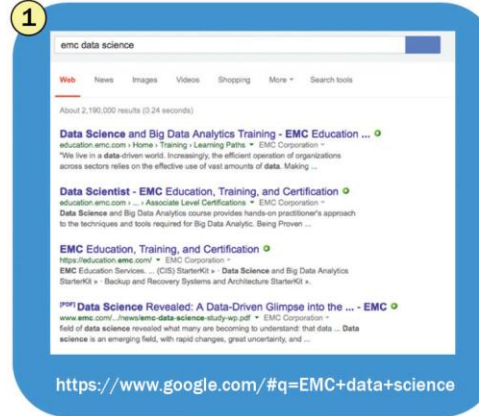 1
emc data science
Web News Images Videos Shopping More Search tools
About 2,190,000 results (0.24 seconds)
Data Science and Big Data Analytics Training - EMC Education ...
education.emc.com › Home › Training › Learning Paths ▾ EMC Corporation ▾
"We live in a data-driven world. Increasingly, the efficient operation of organizations
across sectors relies on the effective use of vast amounts of data. Making ...
Data Scientist - EMC Education, Training, and Certification
education.emc.com › ... › Associate Level Certifications ▾ EMC Corporation ▾
Data Science and Big Data Analytics course provides hands-on practitioner's approach
to the techniques and tools required for Big Data Analytic. Being Proven ...
EMC Education, Training, and Certification
https://education.emc.com/ ▾ EMC Corporation ▾
EMC Education Services. ... (CIS) StarterKit » · Data Science and Big Data Analytics
StarterKit » · Backup and Recovery Systems and Architecture StarterKit ».
[PDF] Data Science Revealed: A Data-Driven Glimpse into the ... - EMC
www.emc.com/.../news/emc-data-science-study-wp.pdf ▾ EMC Corporation ▾
field of data science revealed what many are becoming to understand: that data ... Data
science is an emerging field, with rapid changes, great uncertainty, and ...
https://www.google.com/#q=EMC+data+science